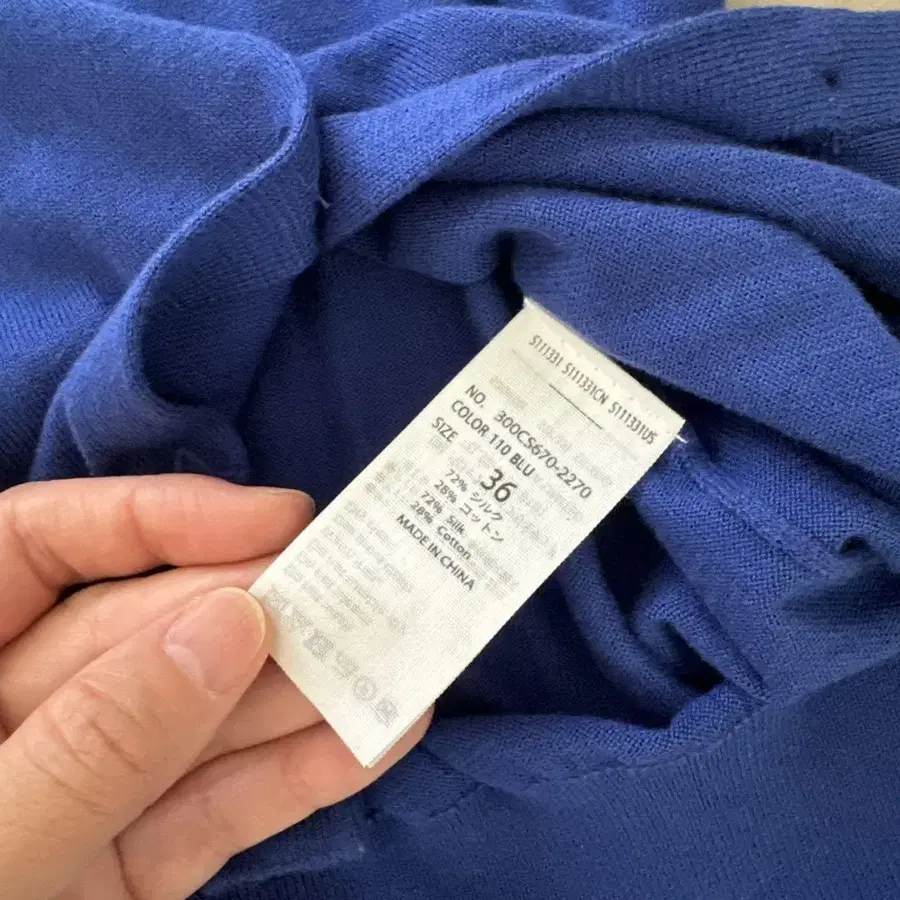 S111331 S111331CN S111331US
NO. 300CS670-2270
COLOR 110 BLU
SIZE 36
72% シルク
28% コットン
72% Silk
28% Cotton
MADE IN CHINA